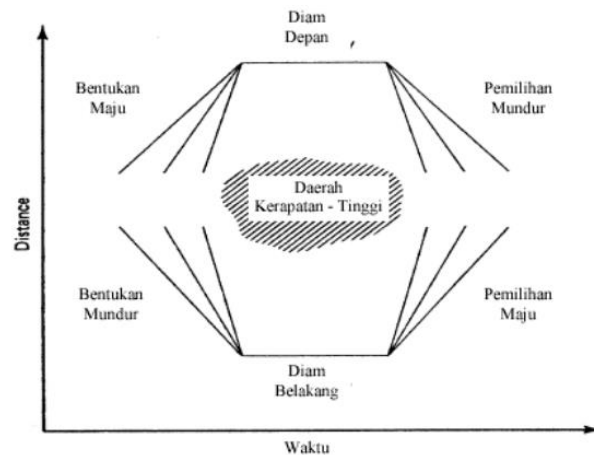 Diam
Depan
Bentukan
Maju
Pemilihan
Mundur
Daerah
Kerapatan - Tinggi
Distance
Bentukan
Mundur
Pemilihan
Maju
Diam
Belakang
Waktu